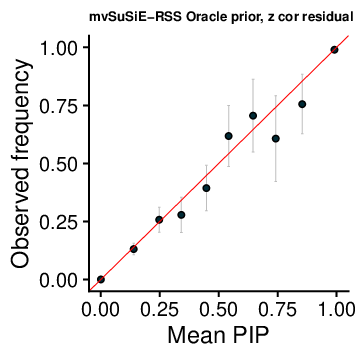 mvSuSiE−RSS Oracle prior, z cor residual
1.00
0.75
0.50
0.25
0.00
Observed frequency
0.00 0.25 0.50 0.75 1.00
Mean PIP